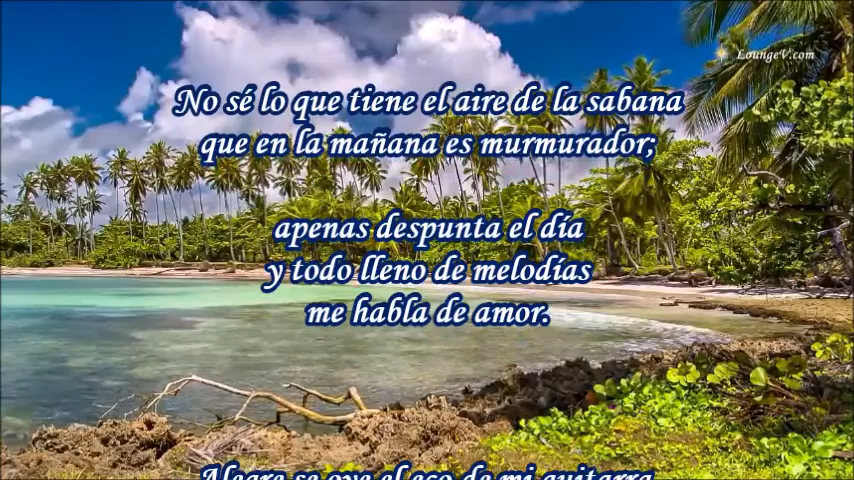 LoungeV.com
No sé lo que tiene el aire de la sabana
que en la mañana es murmurador;
apenas despunta el día
y todo lleno de melodías
me habla de amor.
Alegre se oye el eco de mi guitarra